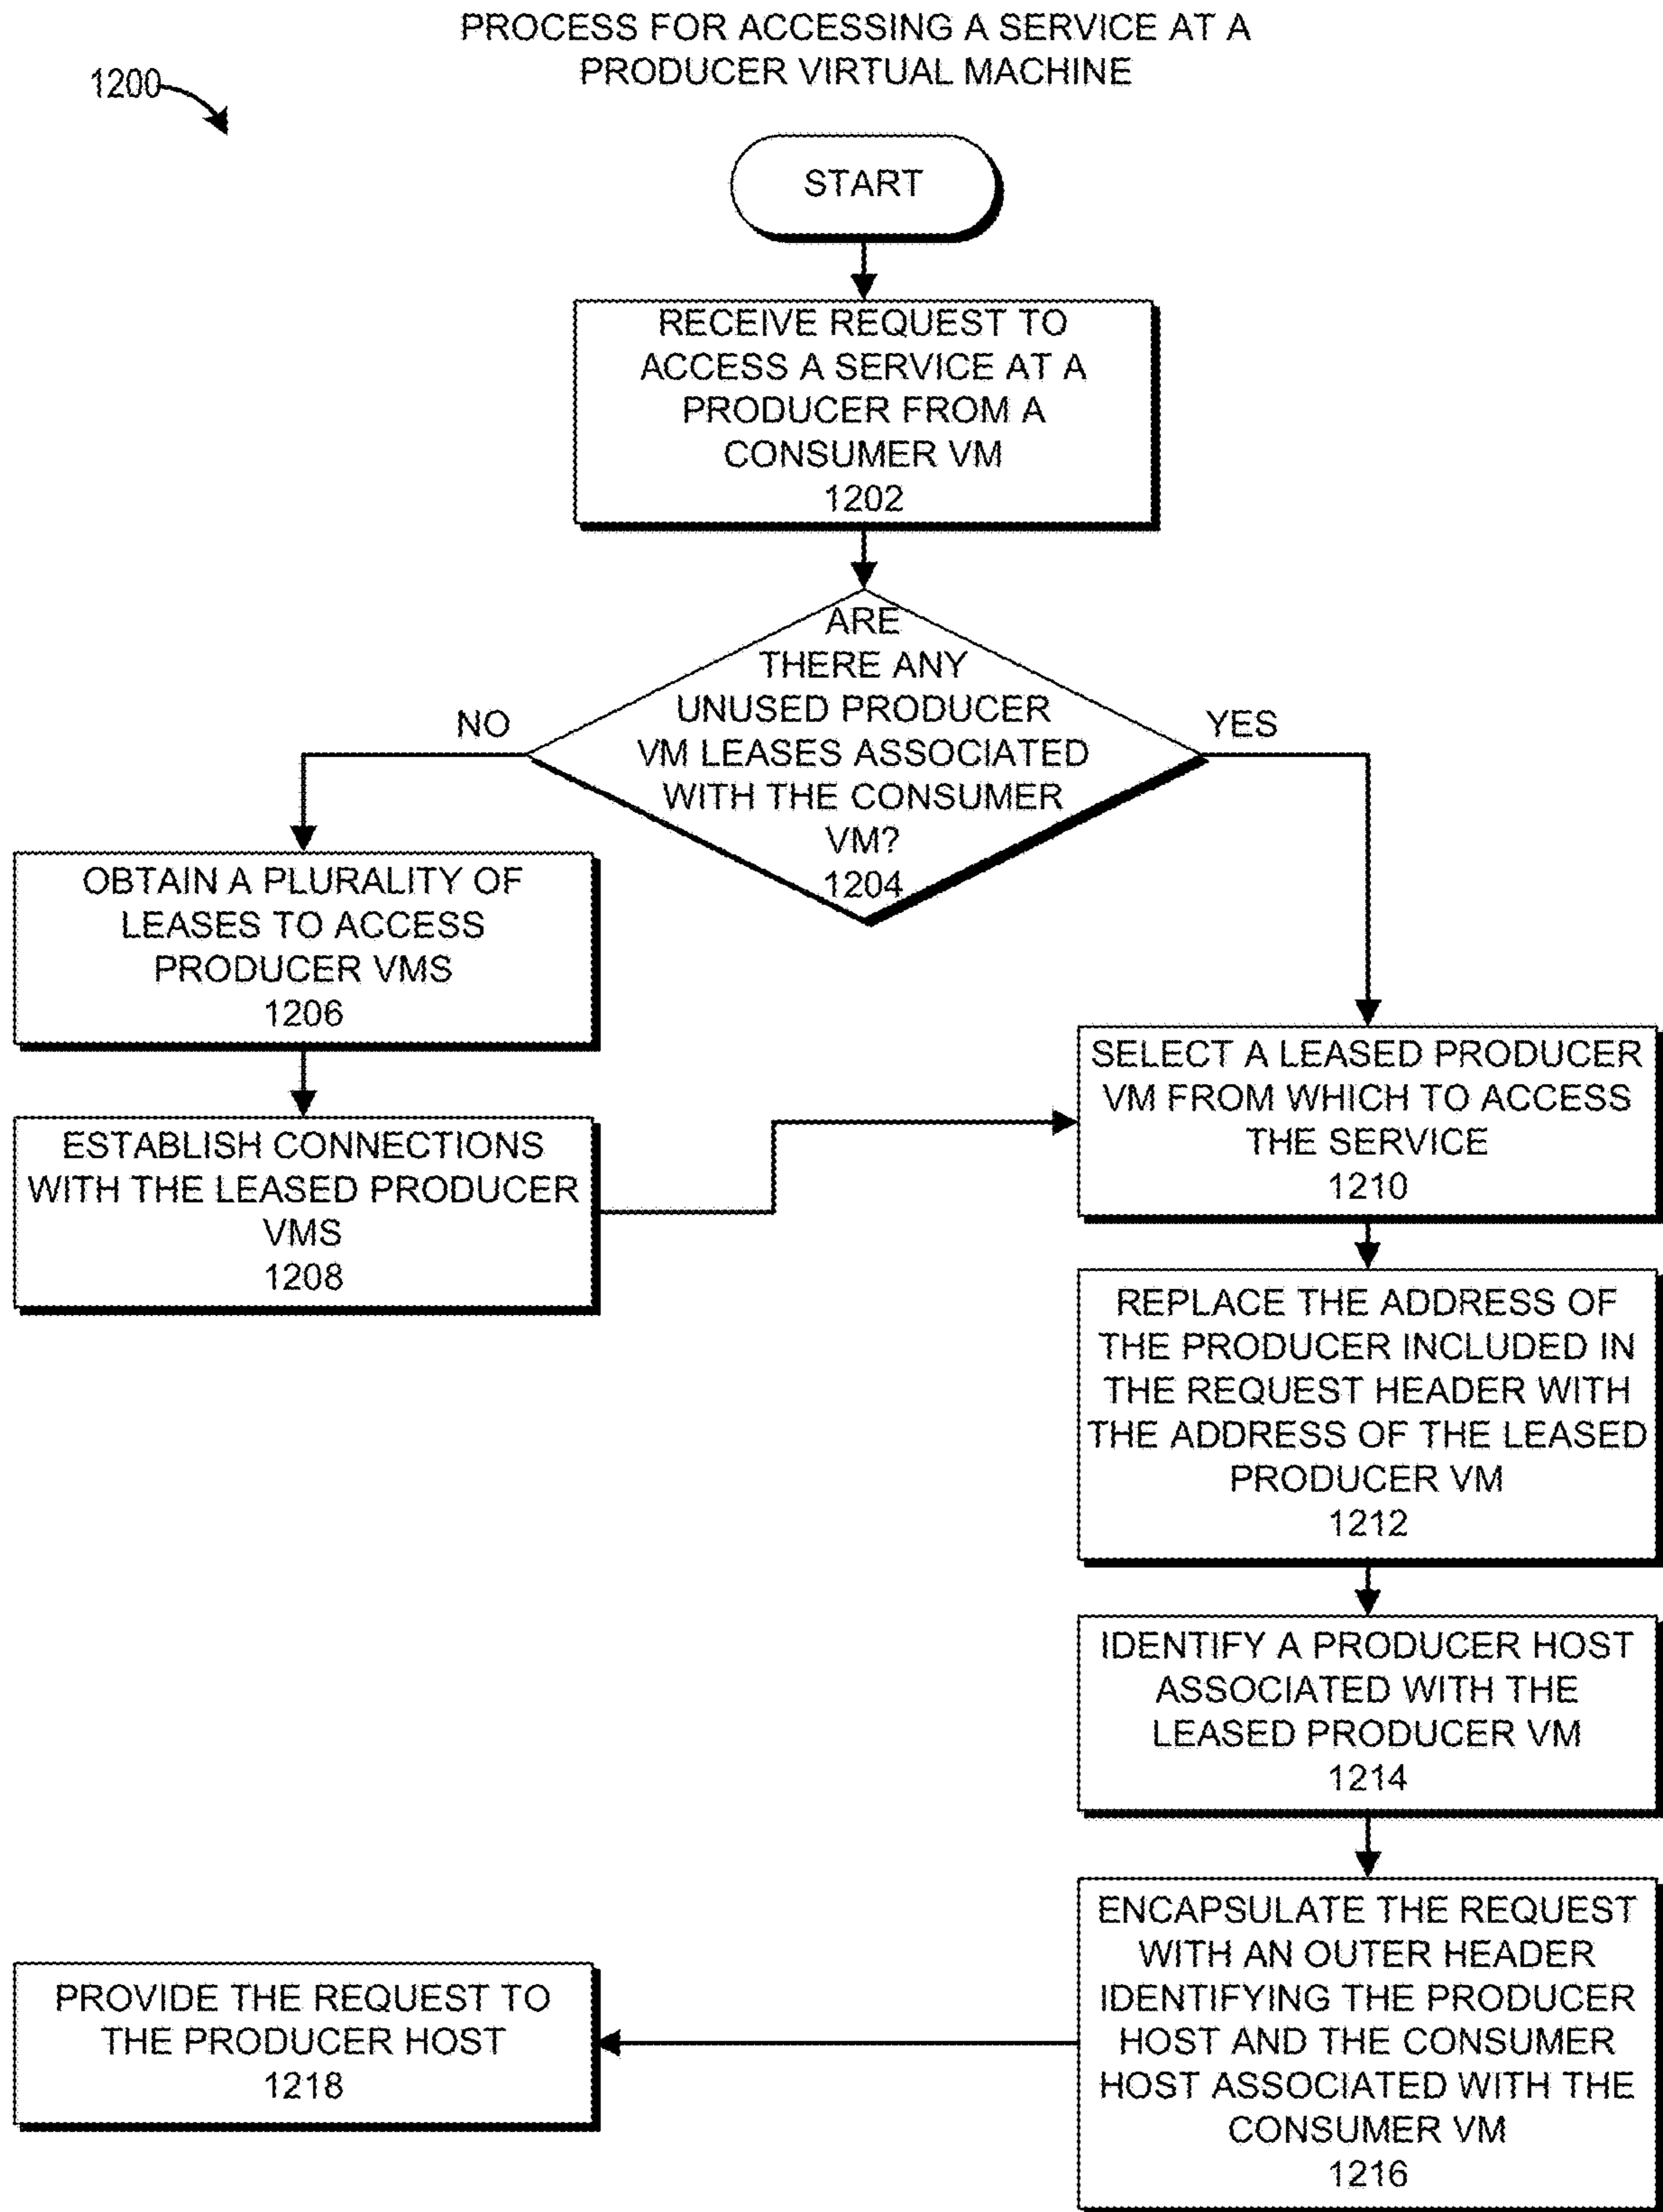 PROCESS FOR ACCESSING A SERVICE AT A
PRODUCER VIRTUAL MACHINE
1200
START
RECEIVE REQUEST TO
ACCESS A SERVICE AT A
PRODUCER FROM A
CONSUMER VM
1202
ARE
THERE ANY
UNUSED PRODUCER
VM LEASES ASSOCIATED
WITH THE CONSUMER
VM?
1204
NO
YES
OBTAIN A PLURALITY OF
LEASES TO ACCESS
PRODUCER VMS
1206
ESTABLISH CONNECTIONS
WITH THE LEASED PRODUCER
VMS
1208
SELECT A LEASED PRODUCER
VM FROM WHICH TO ACCESS
THE SERVICE
1210
REPLACE THE ADDRESS OF
THE PRODUCER INCLUDED IN
THE REQUEST HEADER WITH
THE ADDRESS OF THE LEASED
PRODUCER VM
1212
IDENTIFY A PRODUCER HOST
ASSOCIATED WITH THE
LEASED PRODUCER VM
1214
ENCAPSULATE THE REQUEST
WITH AN OUTER HEADER
IDENTIFYING THE PRODUCER
HOST AND THE CONSUMER
HOST ASSOCIATED WITH THE
CONSUMER VM
1216
PROVIDE THE REQUEST TO
THE PRODUCER HOST
1218